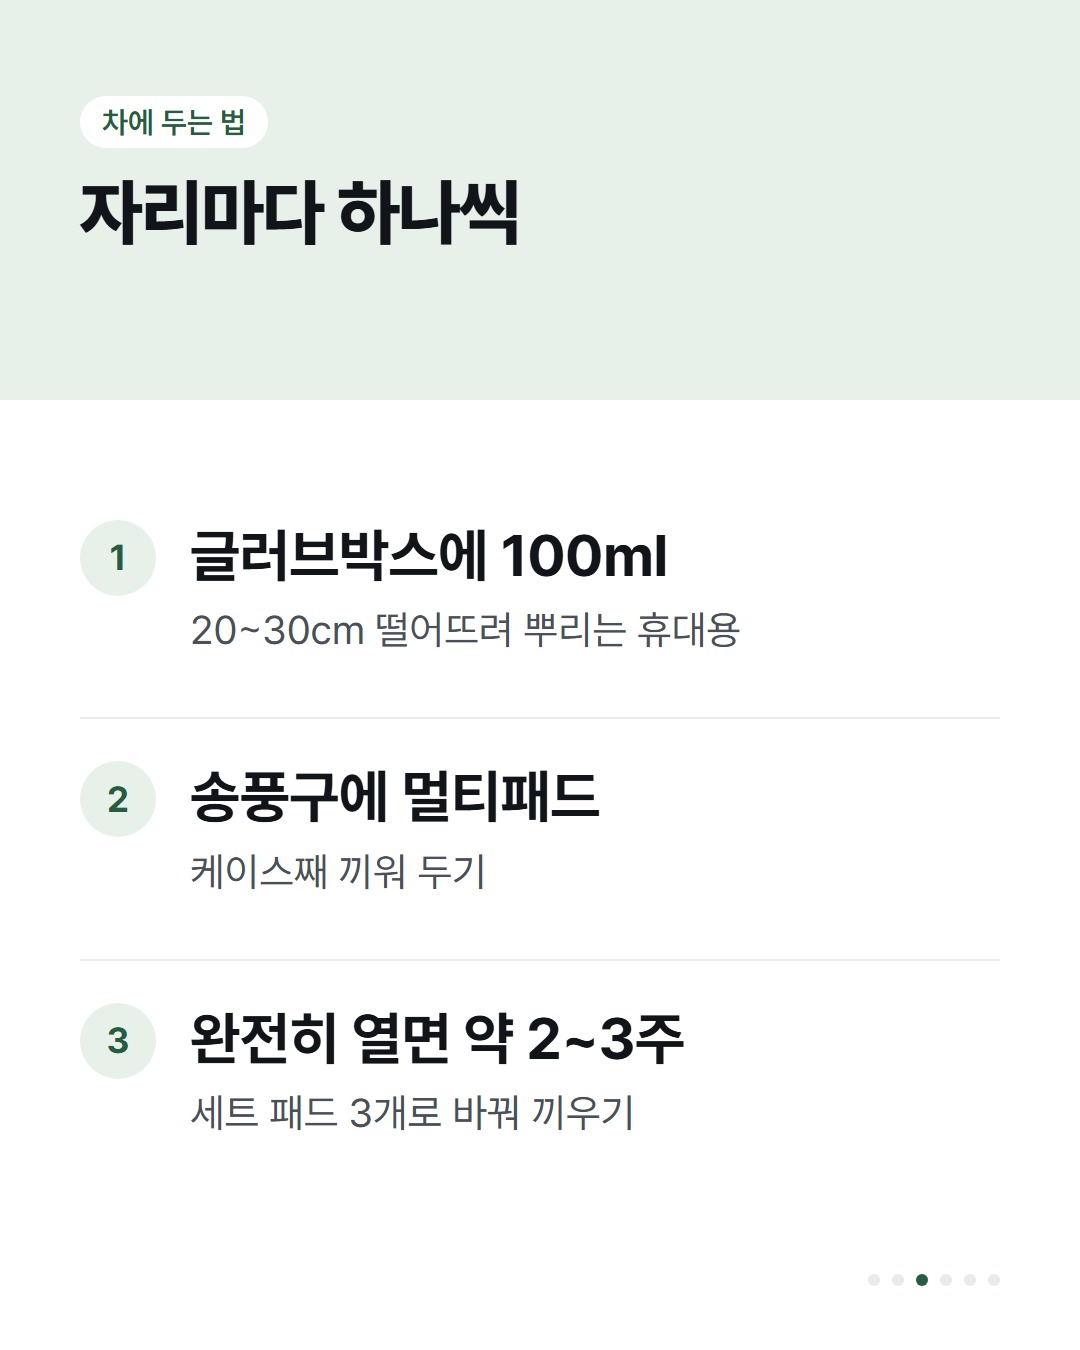 차에 두는 법
자리마다 하나씩
1
글러브박스에 100ml
20~30cm 떨어뜨려 뿌리는 휴대용
2
송풍구에 멀티패드
케이스째 끼워 두기
3
완전히 열면 약 2~3주
세트 패드 3개로 바꿔 끼우기